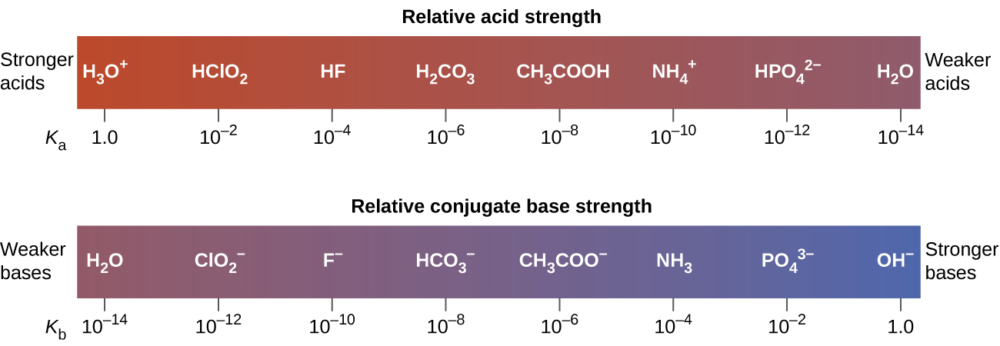 Relative acid strength
Stronger acids H₃O⁺ HClO₂ HF H₂CO₃ CH₃COOH NH₄⁺ HPO₄²⁻ H₂O Weaker acids
Kₐ 1.0 10⁻² 10⁻⁴ 10⁻⁶ 10⁻⁸ 10⁻¹⁰ 10⁻¹² 10⁻¹⁴
Relative conjugate base strength
Weaker bases H₂O ClO₂⁻ F⁻ HCO₃⁻ CH₃COO⁻ NH₃ PO₄³⁻ OH⁻ Stronger bases
K_b 10⁻¹⁴ 10⁻¹² 10⁻¹⁰ 10⁻⁸ 10⁻⁶ 10⁻⁴ 10⁻² 1.0